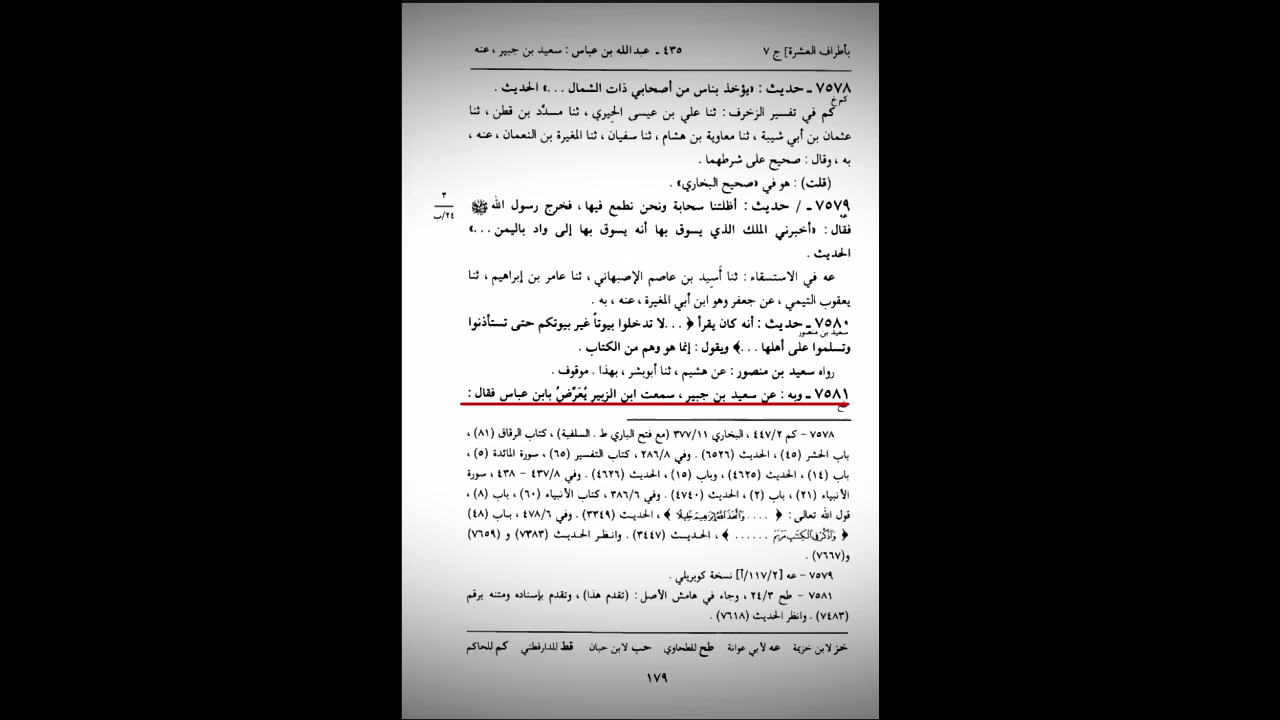 بأطراف العشرة] ج ٧ ٤٣٥ ـ عبد الله بن عباس : سعيد بن جبير ، عنه
٧٥٧٨ ـ حديث : «يؤخذ بناس من أصحابي ذات الشمال ...» الحديث .
كم خ
كم في تفسير الزخرف : ثنا علي بن عيسى الحِيري ، ثنا مسدَّد بن قطن ، ثنا
عثمان بن أبي شيبة ، ثنا معاوية بن هشام ، ثنا سفيان ، ثنا المغيرة بن النعمان ، عنه ،
به ، وقال : صحيح على شرطهما .
(قلت) : هو في «صحيح البخاري» .
٧٥٧٩ ـ / حديث : أظلتنا سحابة ونحن نطمع فيها ، فخرج رسول الله ﷺ
٣
٢٤/ب
عه
فقال : «أخبرني الملك الذي يسوق بها أنه يسوق بها إلى واد باليمن ...»
الحديث .
عه في الاستسقاء : ثنا أَسِيد بن عاصم الإصبهاني ، ثنا عامر بن إبراهيم ، ثنا
يعقوب التيمي ، عن جعفر وهو ابن أبي المغيرة ، عنه ، به .
٧٥٨٠ ـ حديث : أنه كان يقرأ ﴿ ...لا تدخلوا بيوتاً غير بيوتكم حتى تستأذنوا
سعيد بن منصور
وتسلموا على أهلها ...﴾ ويقول : إنما هو وهم من الكتاب .
رواه سعيد بن منصور : عن هشيم ، ثنا أبوبشر ، بهذا . موقوف .
٧٥٨١ ـ وبه : عن سعيد بن جبير ، سمعت ابن الزبير يُعَرِّضُ بابن عباس فقال :
طح
٧٥٧٨ – كم ٤٤٧/٢ ، البخاري ٣٧٧/١١ (مع فتح الباري ط . السلفية) ، كتاب الرقاق (٨١) ،
باب الحشر (٤٥) ، الحديث (٦٥٢٦) . وفي ٢٨٦/٨ ، كتاب التفسير (٦٥) ، سورة المائدة (٥) ،
باب (١٤) ، الحديث (٤٦٢٥) ، وباب (١٥) ، الحديث (٤٦٢٦) . وفي ٤٣٧/٨ – ٤٣٨ ، سورة
الأنبياء (٢١) ، باب (٢) ، الحديث (٤٧٤٠) . وفي ٣٨٦/٦ ، كتاب الأنبياء (٦٠) ، باب (٨) ،
قول الله تعالى : ﴿ .... وَاتَّخَذَ اللَّهُ إِبْرَاهِيمَ خَلِيلًا ﴾ ، الحديث (٣٣٤٩) . وفي ٤٧٨/٦ ، باب (٤٨)
﴿ وَاذْكُرْ فِي الْكِتَابِ مَرْيَمَ ...... ﴾ ، الحديث (٣٤٤٧) . وانظر الحديث (٧٣٨٣) و (٧٦٥٩)
و(٧٦٦٧) .
٧٥٧٩ – عه [١١٧/٢/أ] نسخة كوبريلي .
٧٥٨١ – طح ٢٤/٣ ، وجاء في هامش الأصل : (تقدم هذا) ، وتقدم بإسناده ومتنه برقم
(٧٤٨٣) . وانظر الحديث (٧٦١٨) .
خز لابن خزيمة عه لأبي عوانة طح للطحاوي حب لابن حبان قط للدارقطني كم للحاكم
١٧٩